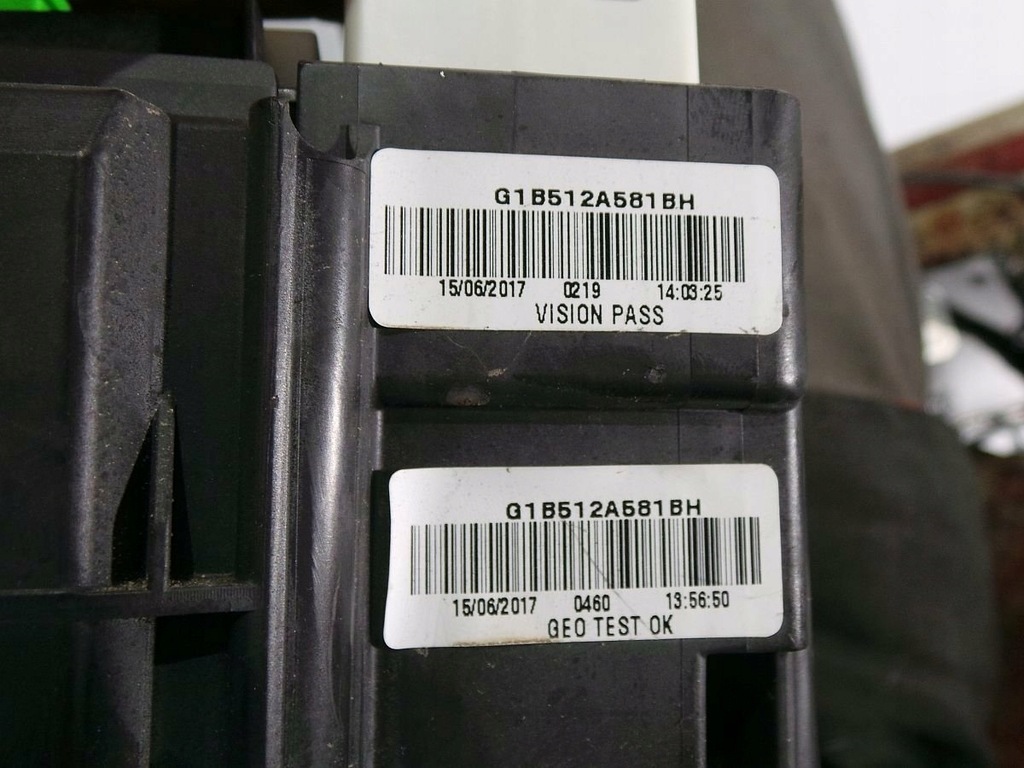 G1B512A581BH
15/06/2017 0219 14:03:25
VISION PASS
G1B512A581BH
15/06/2017 0460 13:56:50
GEO TEST OK